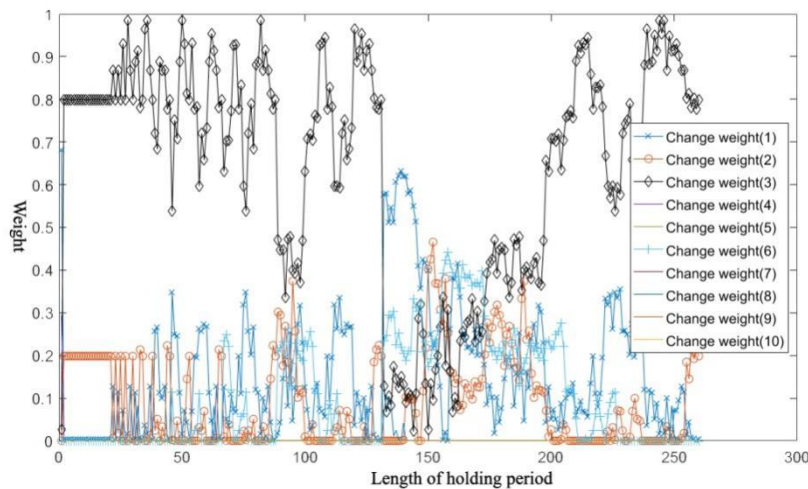 1
0.9
0.8
0.7
0.6
0.5
0.4
0.3
0.2
0.1
0
Weight
Change weight(1)
Change weight(2)
Change weight(3)
Change weight(4)
Change weight(5)
Change weight(6)
Change weight(7)
Change weight(8)
Change weight(9)
Change weight(10)
0 50 100 150 200 250 300
Length of holding period